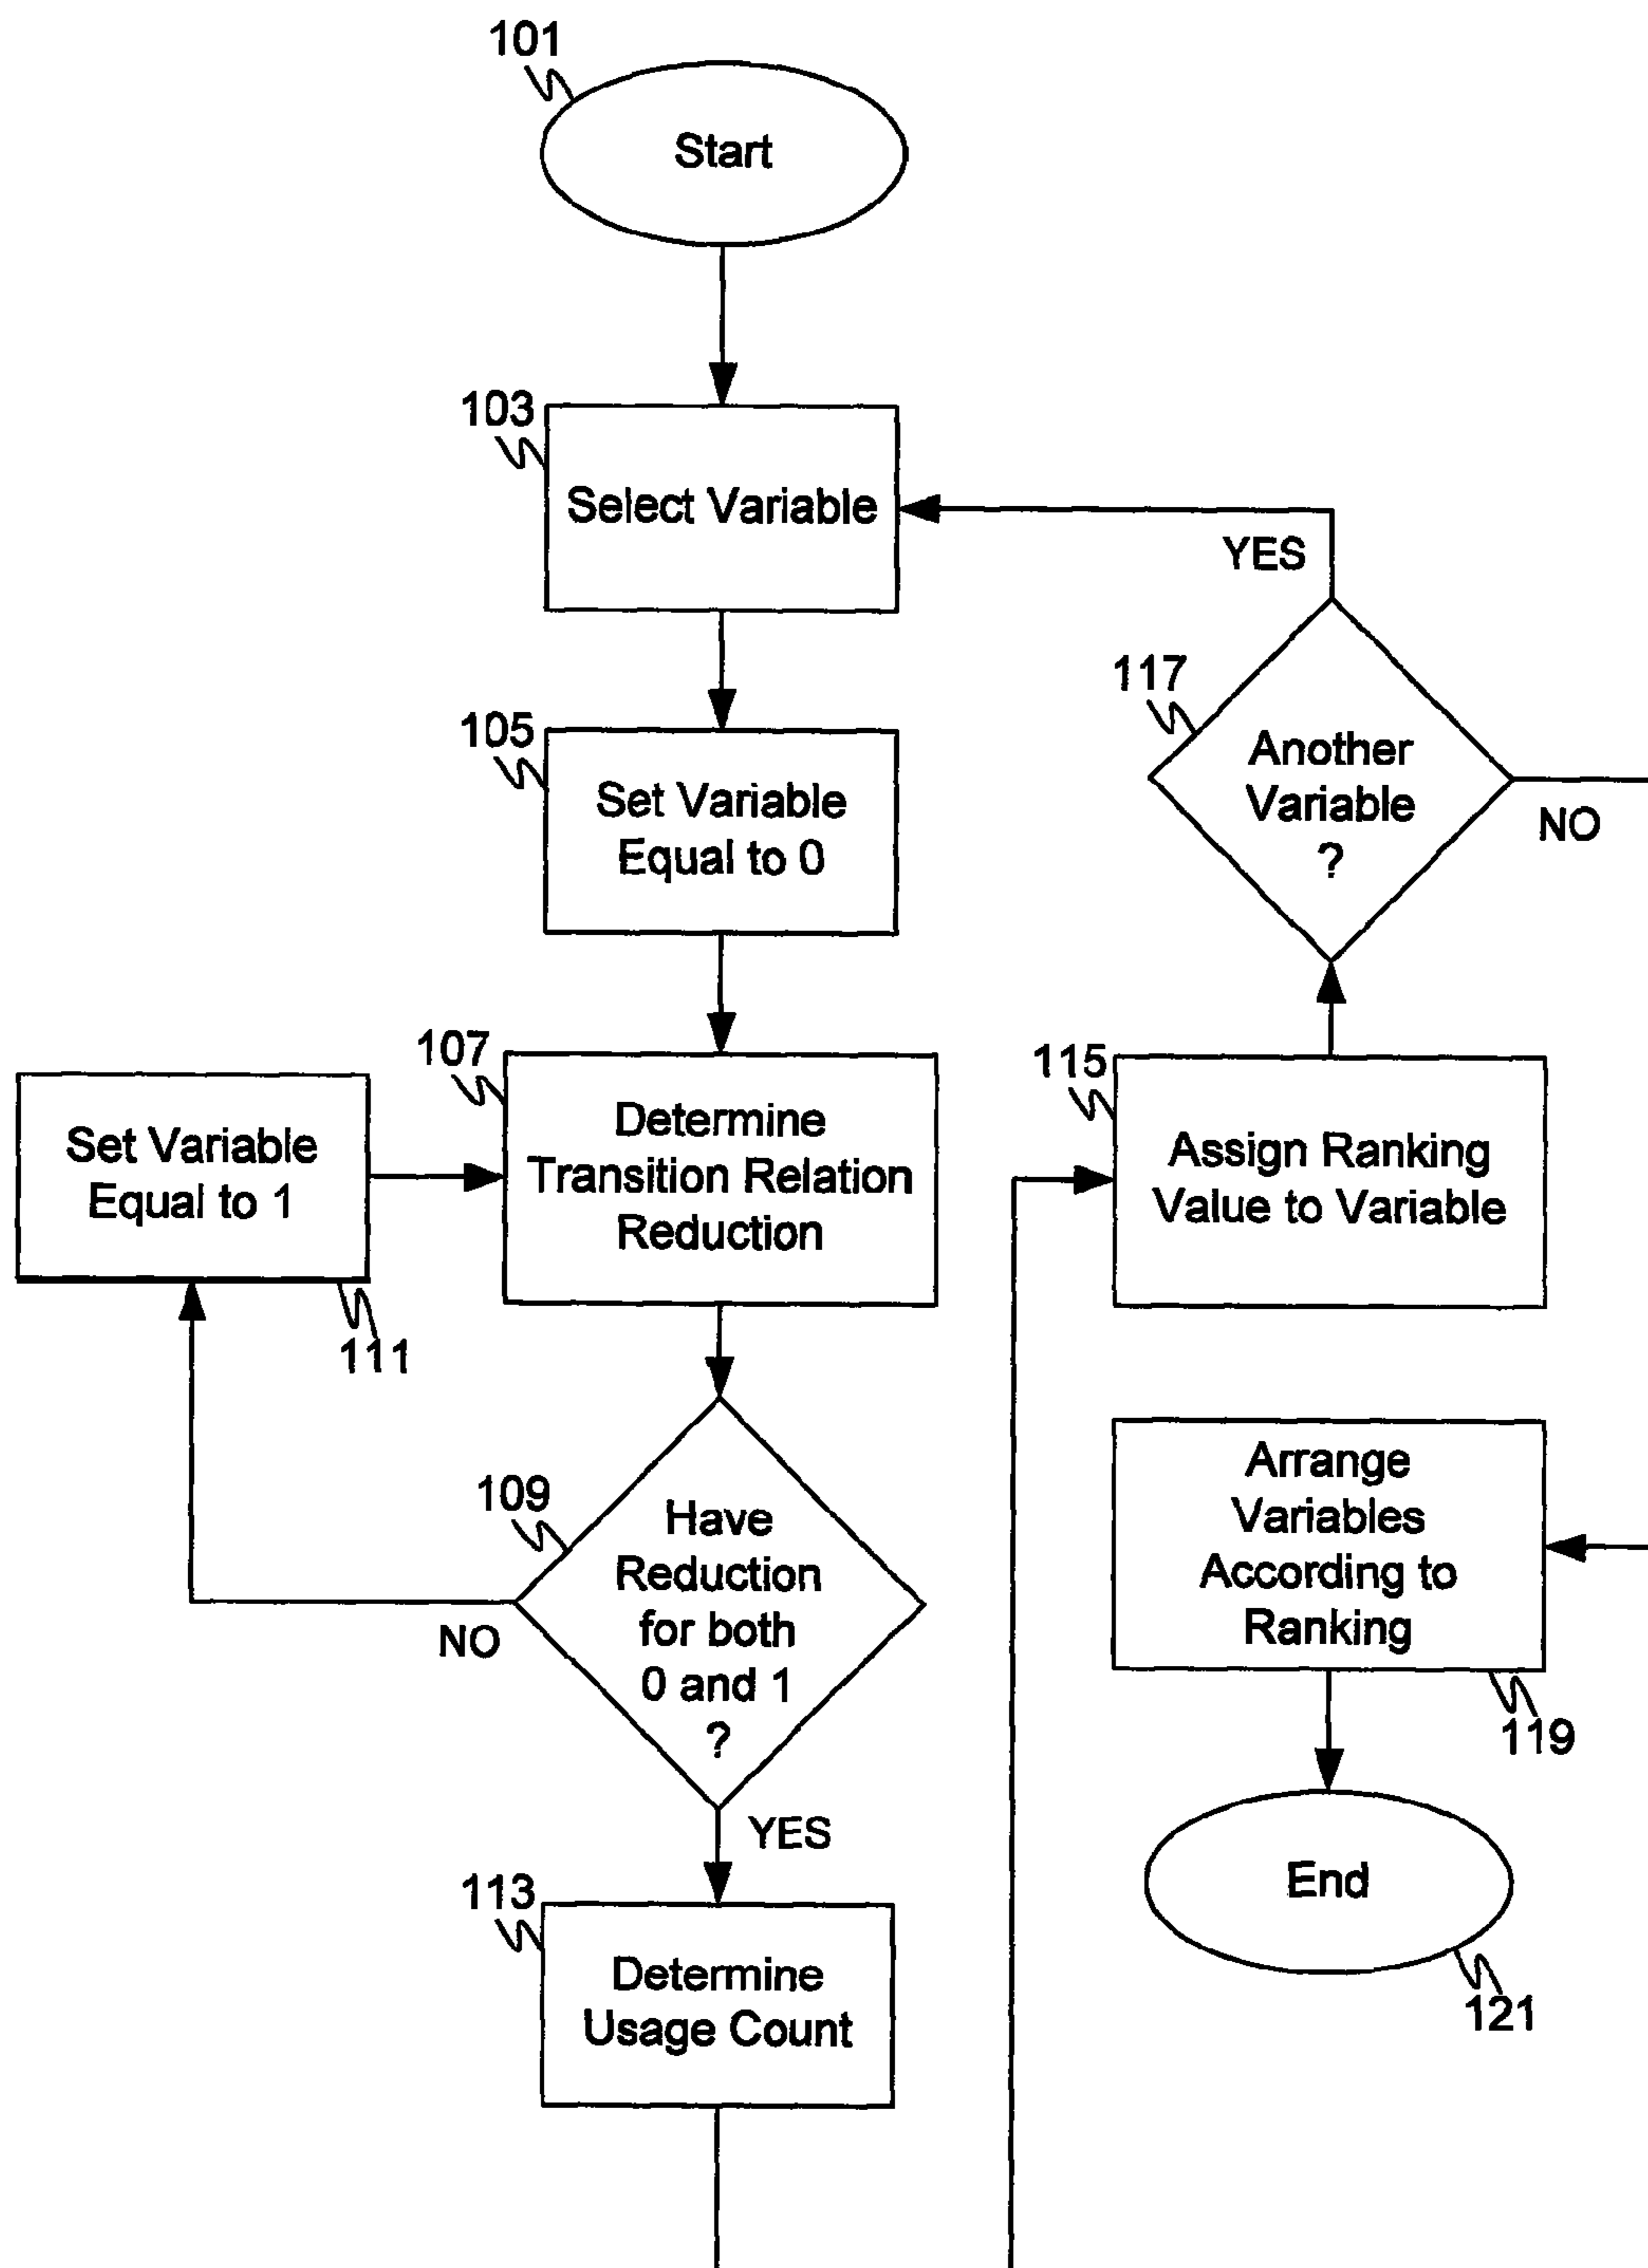 101
Start
103
Select Variable
YES
117
Another
Variable
?
NO
105
Set Variable
Equal to 0
107
Determine
Transition Relation
Reduction
Set Variable
Equal to 1
111
115
Assign Ranking
Value to Variable
109
Have
Reduction
for both
0 and 1
?
NO
YES
Arrange
Variables
According to
Ranking
119
113
Determine
Usage Count
End
121